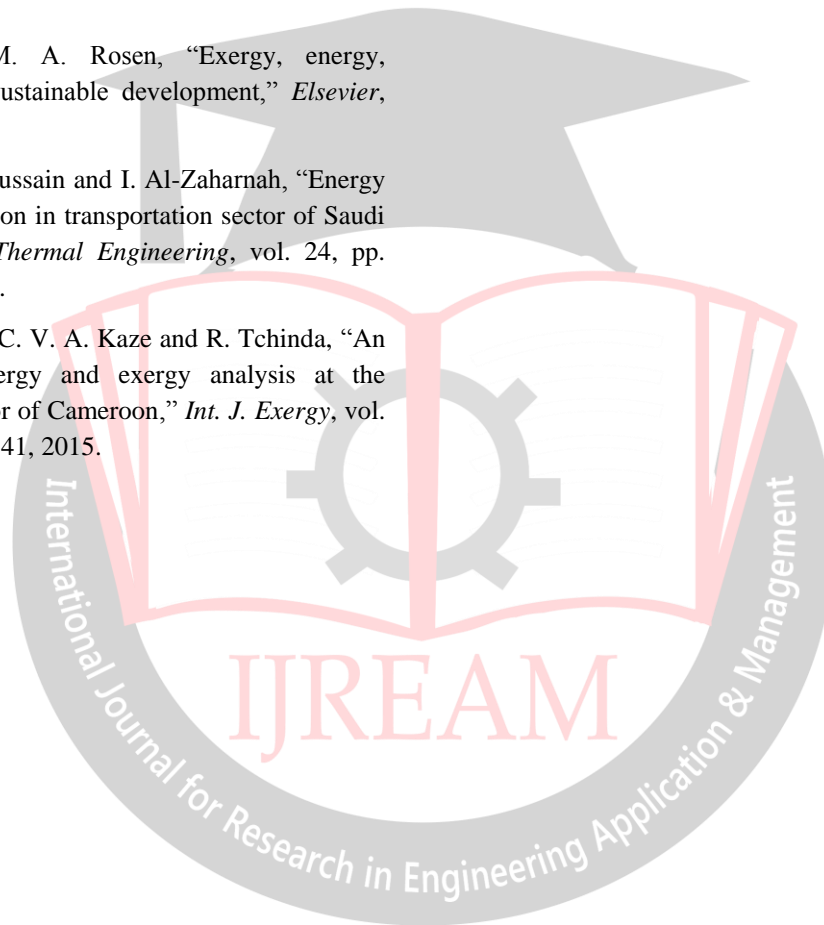 M. A. Rosen, “Exergy, energy,
ustainable development,” Elsevier,
ussain and I. Al-Zaharnah, “Energy
on in transportation sector of Saudi
Thermal Engineering, vol. 24, pp.
.
C. V. A. Kaze and R. Tchinda, “An
ergy and exergy analysis at the
or of Cameroon,” Int. J. Exergy, vol.
41, 2015.
IJREAM
International Journal for Research in Engineering Application & Management